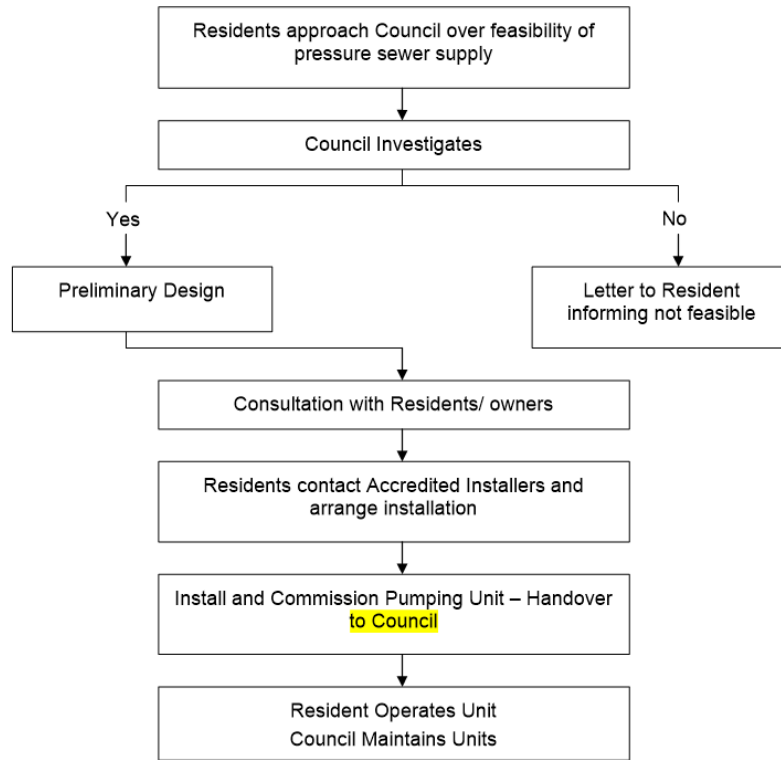 Residents approach Council over feasibility of
pressure sewer supply
Council Investigates
Yes
No
Preliminary Design
Letter to Resident
informing not feasible
Consultation with Residents/ owners
Residents contact Accredited Installers and
arrange installation
Install and Commission Pumping Unit – Handover
to Council
Resident Operates Unit
Council Maintains Units